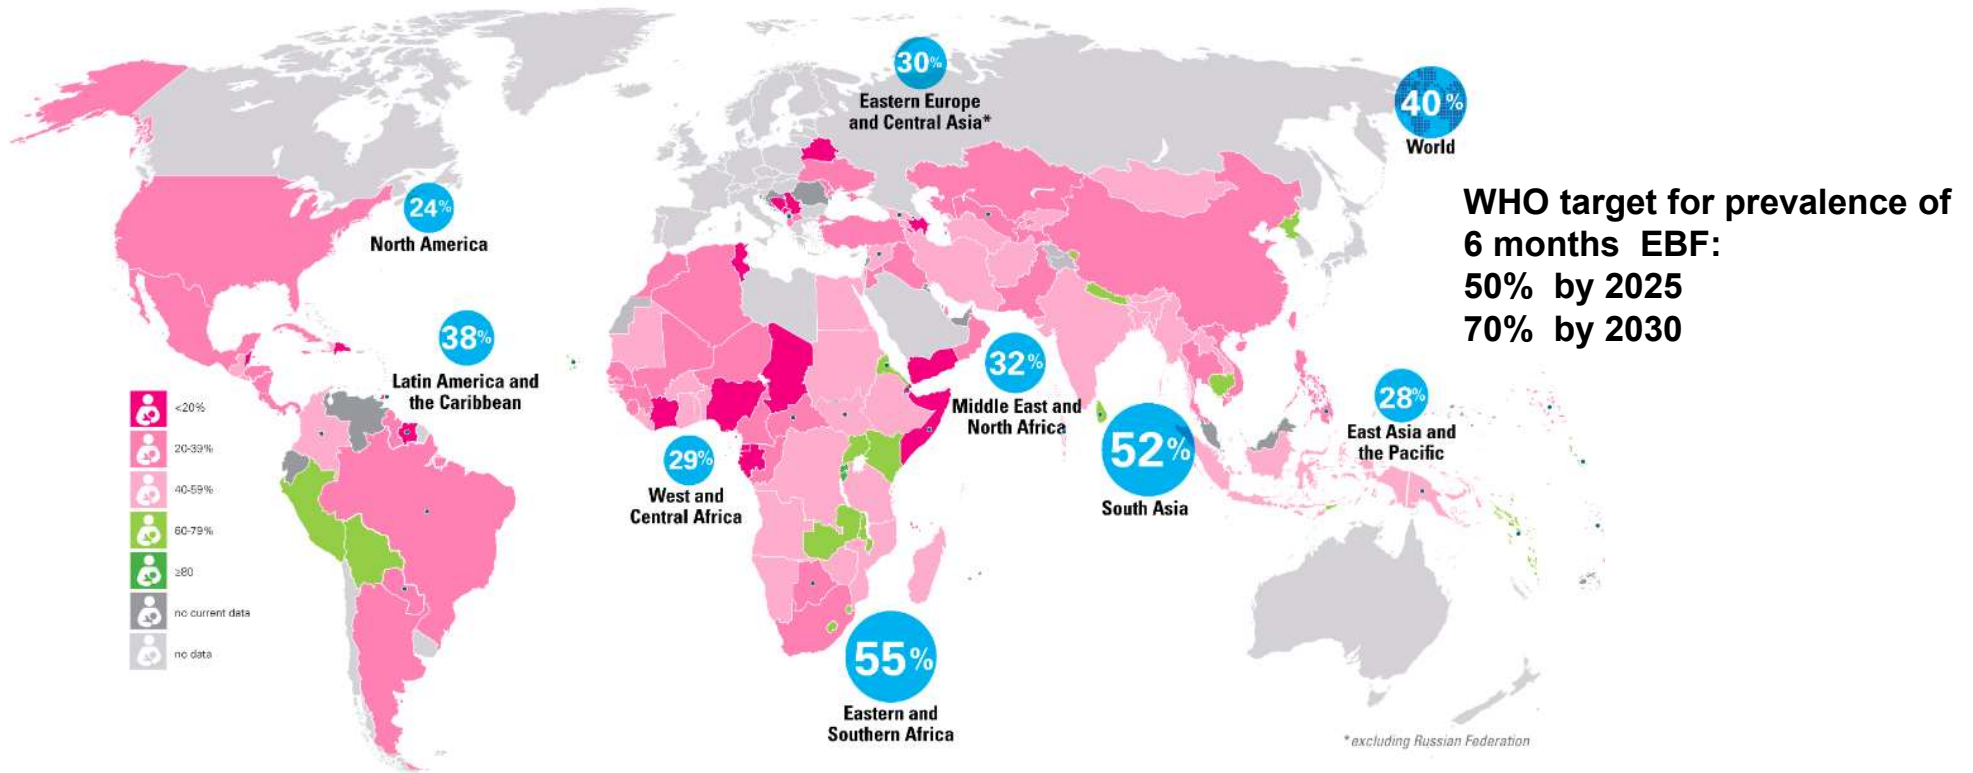 30%
Eastern Europe
and Central Asia*
40%
World
24%
North America
WHO target for prevalence of
6 months EBF:
50% by 2025
70% by 2030
38%
Latin America and
the Caribbean
32%
Middle East and
North Africa
28%
East Asia and
the Pacific
52%
South Asia
29%
West and
Central Africa
55%
Eastern and
Southern Africa
<20%
20-39%
40-59%
60-79%
≥80
no current data
no data
*excluding Russian Federation